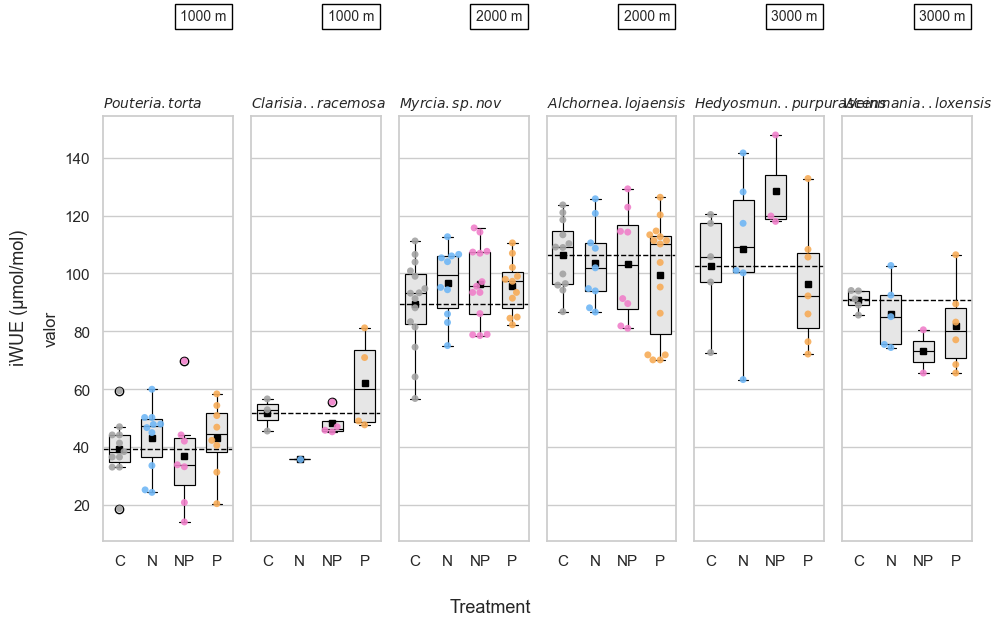 1000 m 1000 m 2000 m 2000 m 3000 m 3000 m
Pouteria.torta Clarisia..racemosa Myrcia.sp.nov Alchornea.lojaensis Hedyosmun..purpurascens Weinmania..loxensis
140
120
100
80
60
40
20
iWUE (μmol/mol)
valor
C N NP P C N NP P C N NP P C N NP P C N NP P C N NP P
Treatment